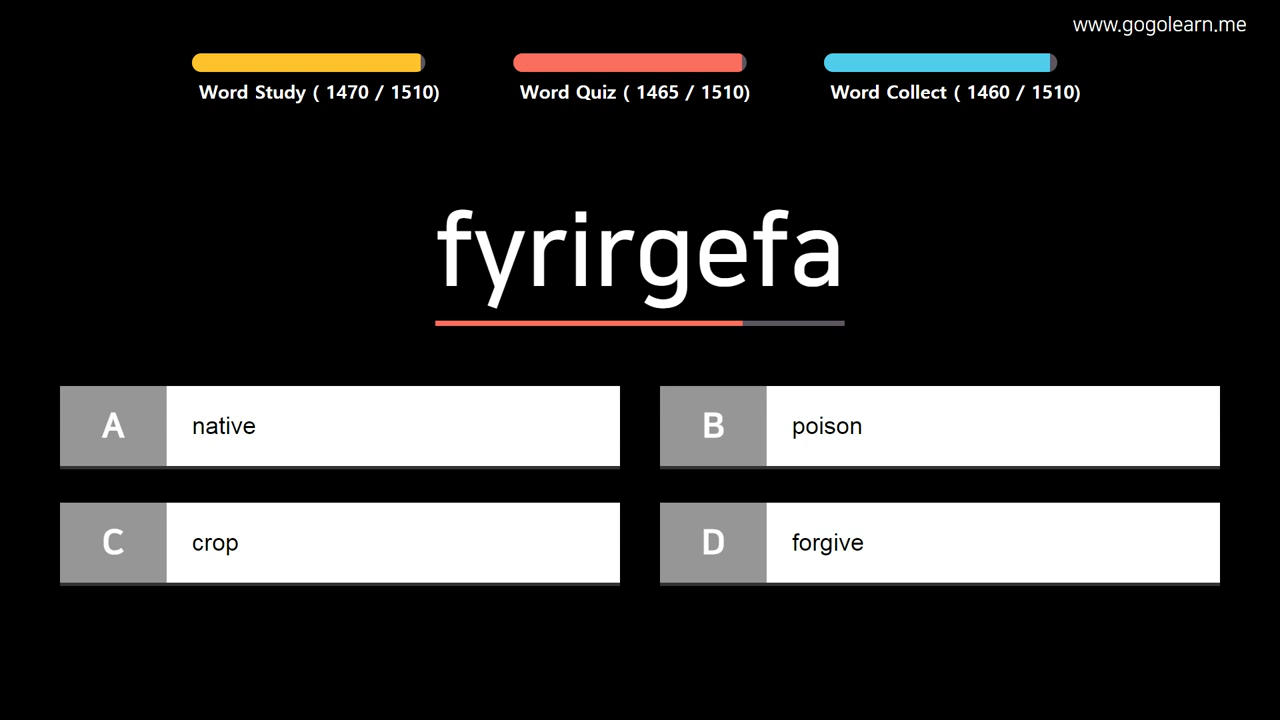 www.gogolearn.me
Word Study ( 1470 / 1510)
Word Quiz ( 1465 / 1510)
Word Collect ( 1460 / 1510)
fyrirgefa
A native
B poison
C crop
D forgive